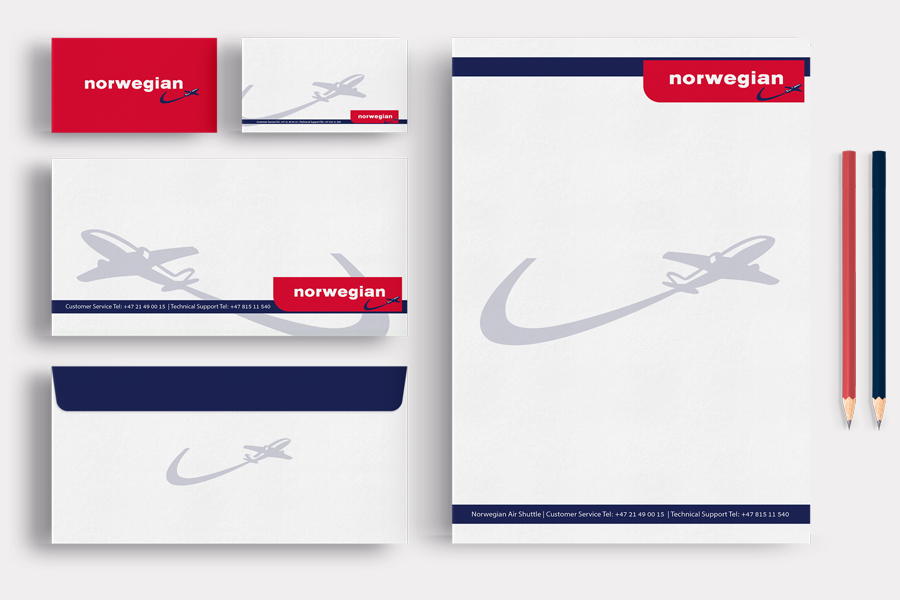 norwegian
Customer Service Tel: +47 21 49 00 15 | Technical Support Tel: +47 815 11 540
norwegian
Customer Service Tel: +47 21 49 00 15 | Technical Support Tel: +47 815 11 540
norwegian
norwegian
Norwegian Air Shuttle | Customer Service Tel: +47 21 49 00 15 | Technical Support Tel: +47 815 11 540